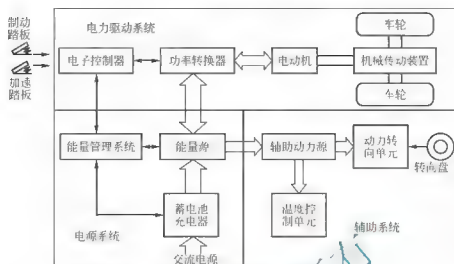 制动
踏板
加速
踏板
电力驱动系统
电子控制器
功率转换器
电动机
机械传动装置
车轮
车轮
能量管理系统
能量源
辅助动力源
动力转
向单元
转向盘
蓄电池
充电器
温度控
制单元
电源系统
交流电源
辅助系统